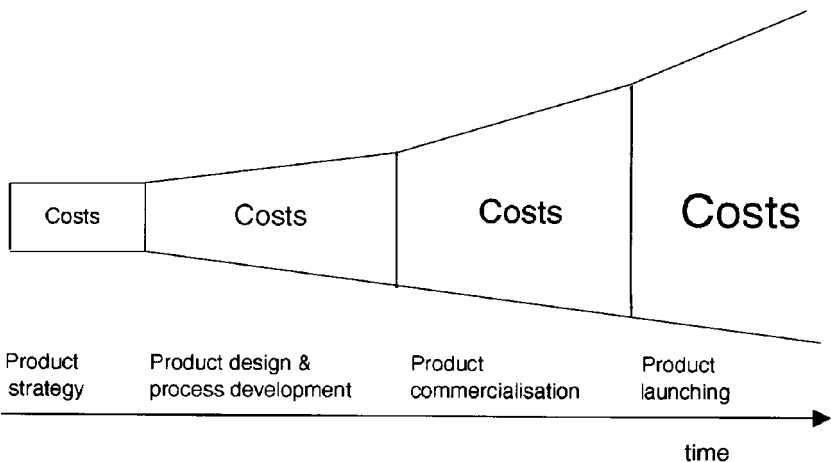 Costs
Costs
Costs
Costs
Product
strategy
Product design &
process development
Product
commercialisation
Product
launching
time